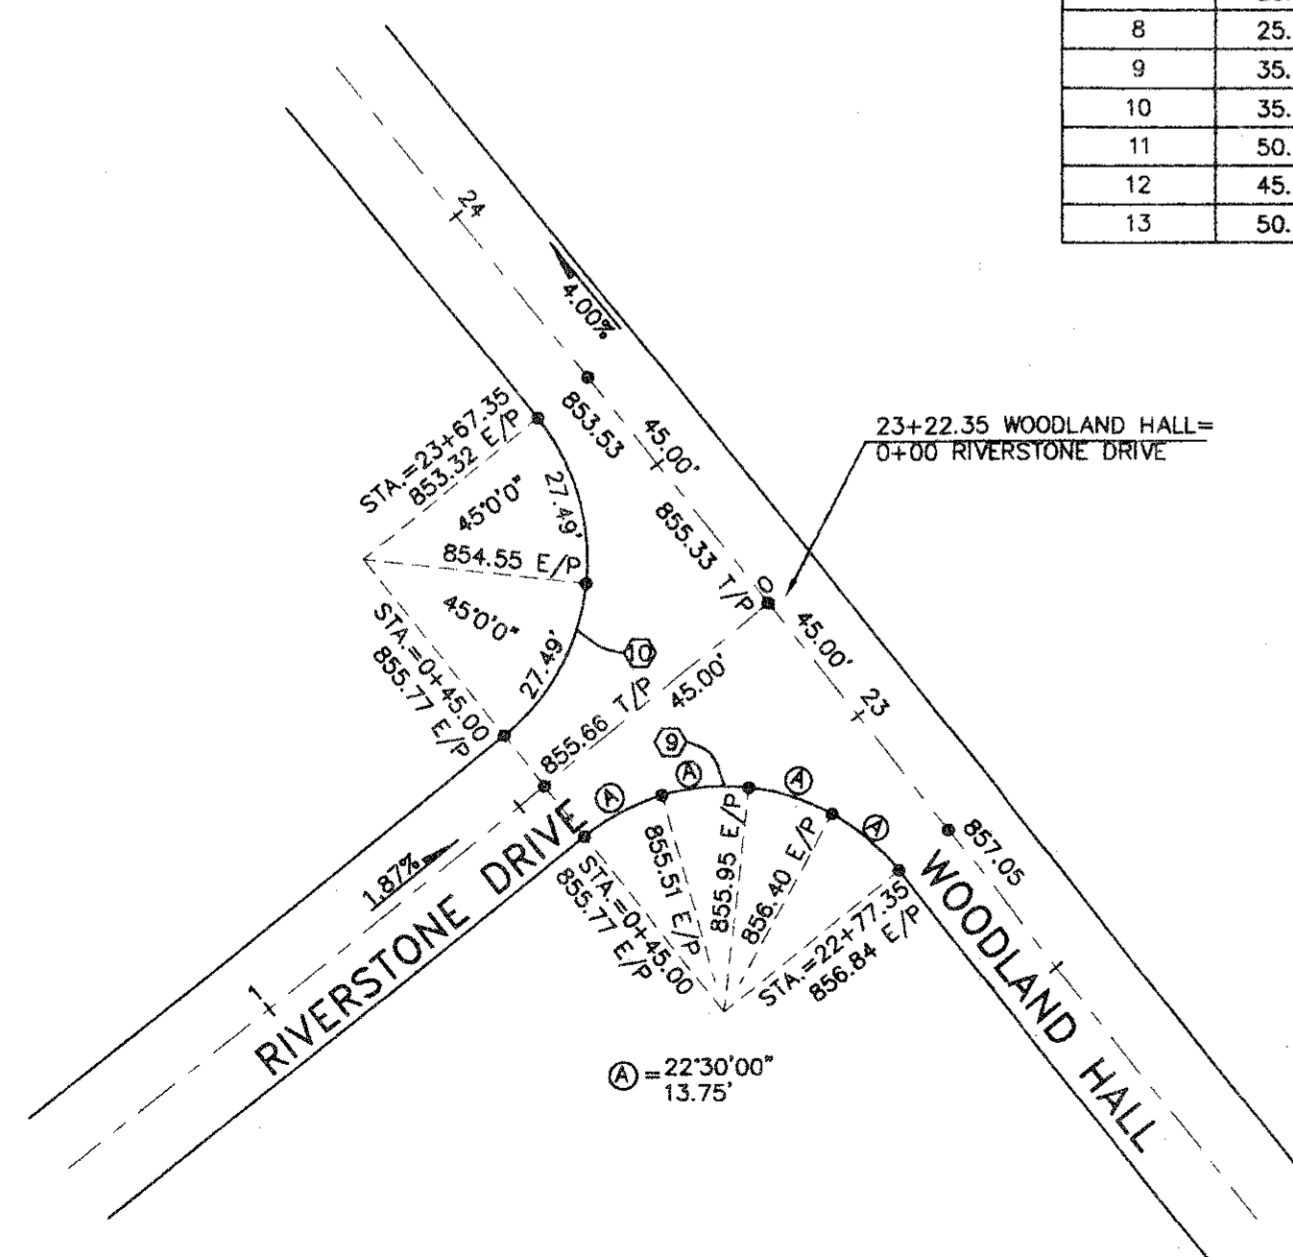 8 25.
9 35.
10 35.
11 50.
12 45.
13 50.
24
4.00%
853.53
45.00'
23+22.35 WOODLAND HALL=
0+00 RIVERSTONE DRIVE
STA.=23+67.35
853.32 E/P
45°0'0"
27.49'
854.55 E/P
45°0'0"
27.49'
STA.=0+45.00
855.77 E/P
10
855.33 T/P
0
45.00'
23
855.66 T/P
45.00'
9
A
A
A
A
857.05
1.87%
1
RIVERSTONE DRIVE
STA.=0+45.00
855.77 E/P
855.51 E/P
855.95 E/P
856.40 E/P
STA.=22+77.35
856.84 E/P
WOODLAND HALL
A =22°30'00"
13.75'